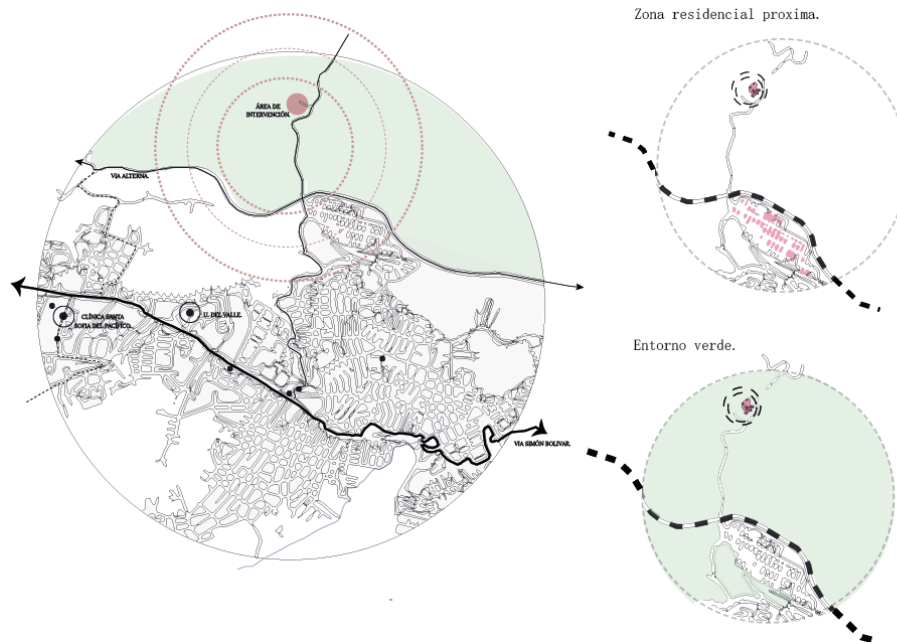 Zona residencial proxima.
ÁREA DE
INTERVENCIÓN.
VIA ALTERNA.
CLÍNICA SANTA
SOFIA DEL PACÍFICO.
U. DEL VALLE.
VIA SIMÓN BOLIVAR.
Entorno verde.